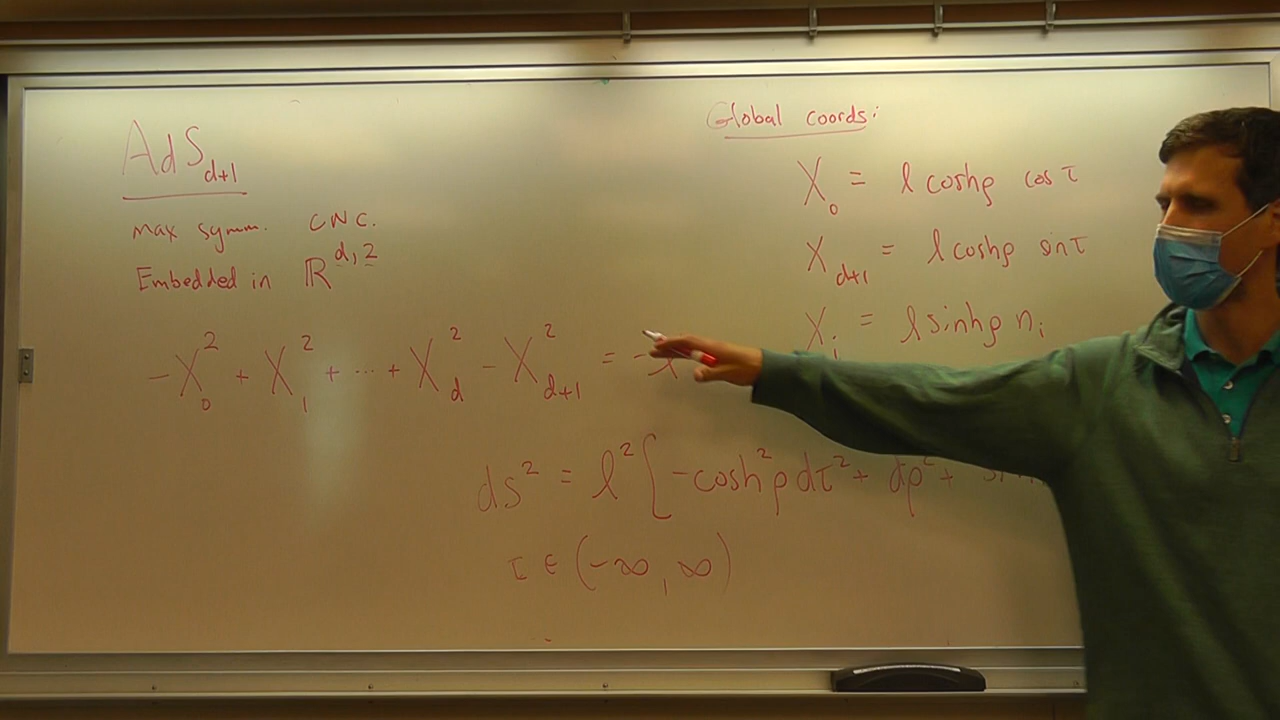 AdS_{d+1}
max symm. CNC.
Embedded in ℝ^{d,2}
-X_0^2 + X_1^2 + ... + X_d^2 - X_{d+1}^2 = -
Global coords:
X_0 = l coshρ cos τ
X_{d+1} = l coshρ sin τ
X_i = l sinhρ n_i
ds^2 = l^2 [ -cosh^2 ρ dτ^2 + dρ^2 +
τ ∈ (-∞, ∞)